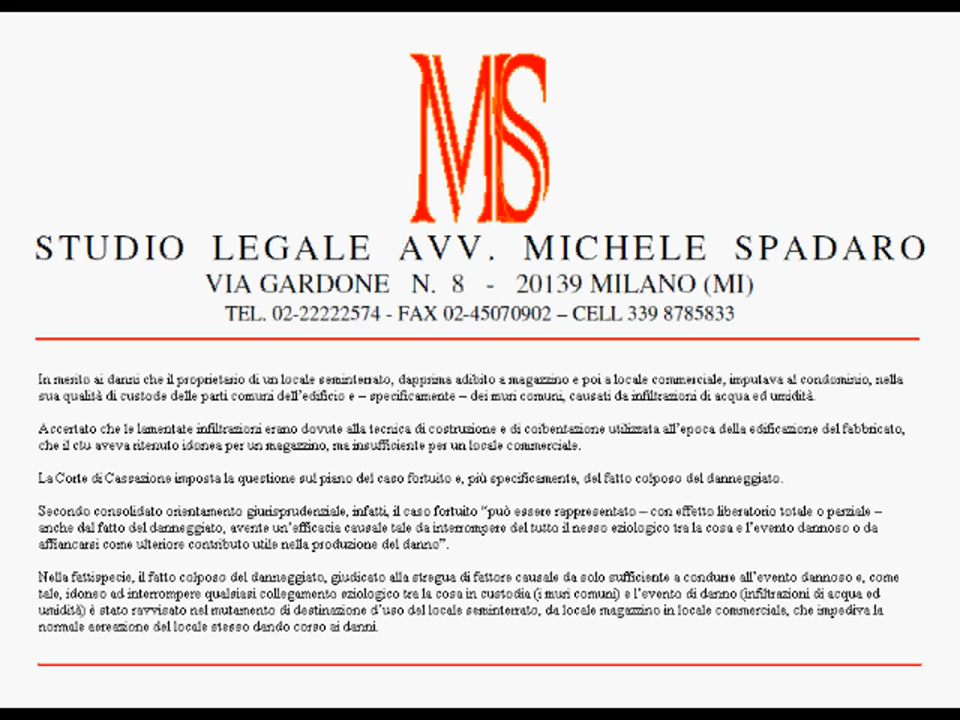 MS
STUDIO LEGALE AVV. MICHELE SPADARO
VIA GARDONE N. 8 - 20139 MILANO (MI)
TEL. 02-22222574 - FAX 02-45070902 – CELL 339 8785833
In merito ai danni che il proprietario di un locale seminterrato, dapprima adibito a magazzino e poi a locale commerciale, imputava al condominio, nella
sua qualità di custode delle parti comuni dell'edificio e – specificamente – dei muri comuni, causati da infiltrazioni di acqua ed umidità.
Accertato che le lamentate infiltrazioni erano dovute alla tecnica di costruzione e di coibentazione utilizzata all'epoca della edificazione del fabbricato,
che il ctu aveva ritenuto idonea per un magazzino, ma insufficiente per un locale commerciale.
La Corte di Cassazione imposta la questione sul piano del caso fortuito e, più specificamente, del fatto colposo del danneggiato.
Secondo consolidato orientamento giurisprudenziale, infatti, il caso fortuito "può essere rappresentato – con effetto liberatorio totale o parziale –
anche dal fatto del danneggiato, avente un'efficacia causale tale da interrompere del tutto il nesso eziologico tra la cosa e l'evento dannoso o da
affiancarsi come ulteriore contributo utile nella produzione del danno".
Nella fattispecie, il fatto colposo del danneggiato, giudicato alla stregua di fattore causale da solo sufficiente a condurre all'evento dannoso e, come
tale, idoneo ad interrompere qualsiasi collegamento eziologico tra la cosa in custodia (i muri comuni) e l'evento di danno (infiltrazioni di acqua ed
umidità) è stato ravvisato nel mutamento di destinazione d'uso del locale seminterrato, da locale magazzino in locale commerciale, che impediva la
normale aereazione del locale stesso dando corso ai danni.